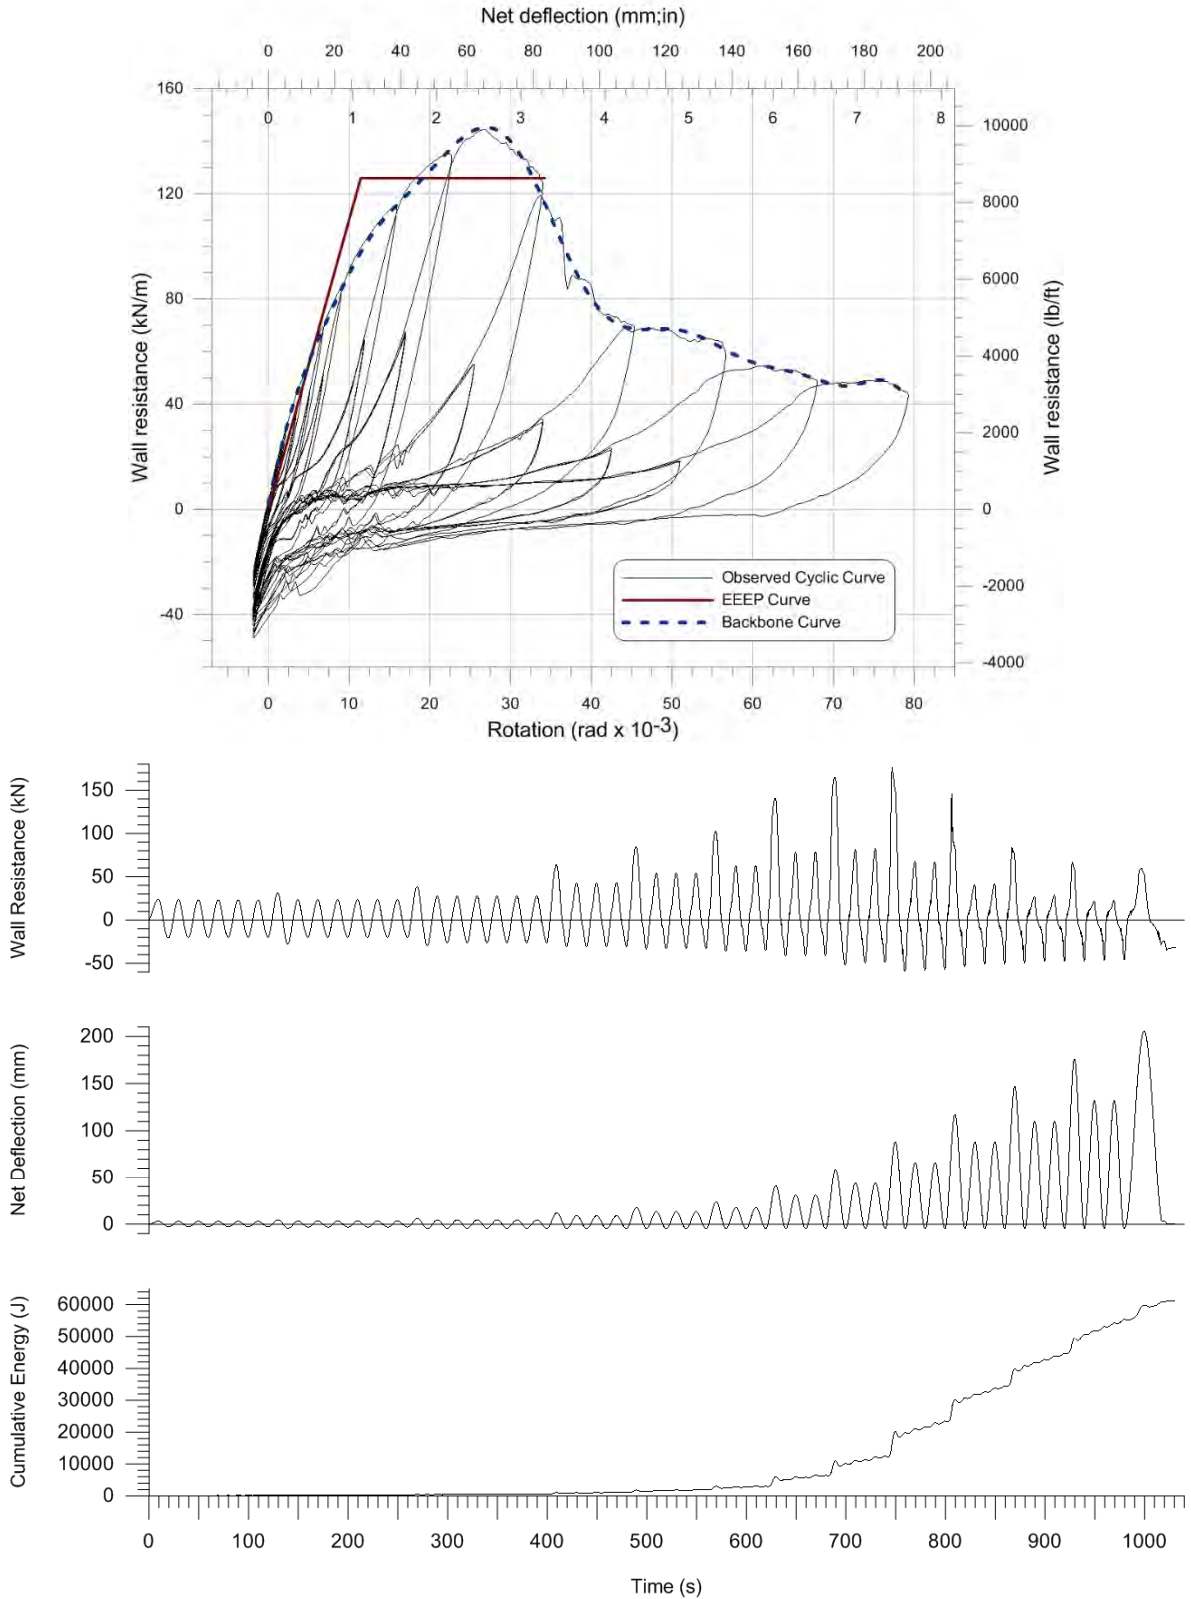 Net deflection (mm;in)
0 20 40 60 80 100 120 140 160 180 200
0 1 2 3 4 5 6 7 8
160
120
80
40
0
-40
Wall resistance (kN/m)
10000
8000
6000
4000
2000
0
-2000
-4000
Wall resistance (lb/ft)
Observed Cyclic Curve
EEEP Curve
Backbone Curve
0 10 20 30 40 50 60 70 80
Rotation (rad x 10-3)
Wall Resistance (kN)
150
100
50
0
-50
Net Deflection (mm)
200
150
100
50
0
Cumulative Energy (J)
60000
50000
40000
30000
20000
10000
0
0 100 200 300 400 500 600 700 800 900 1000
Time (s)